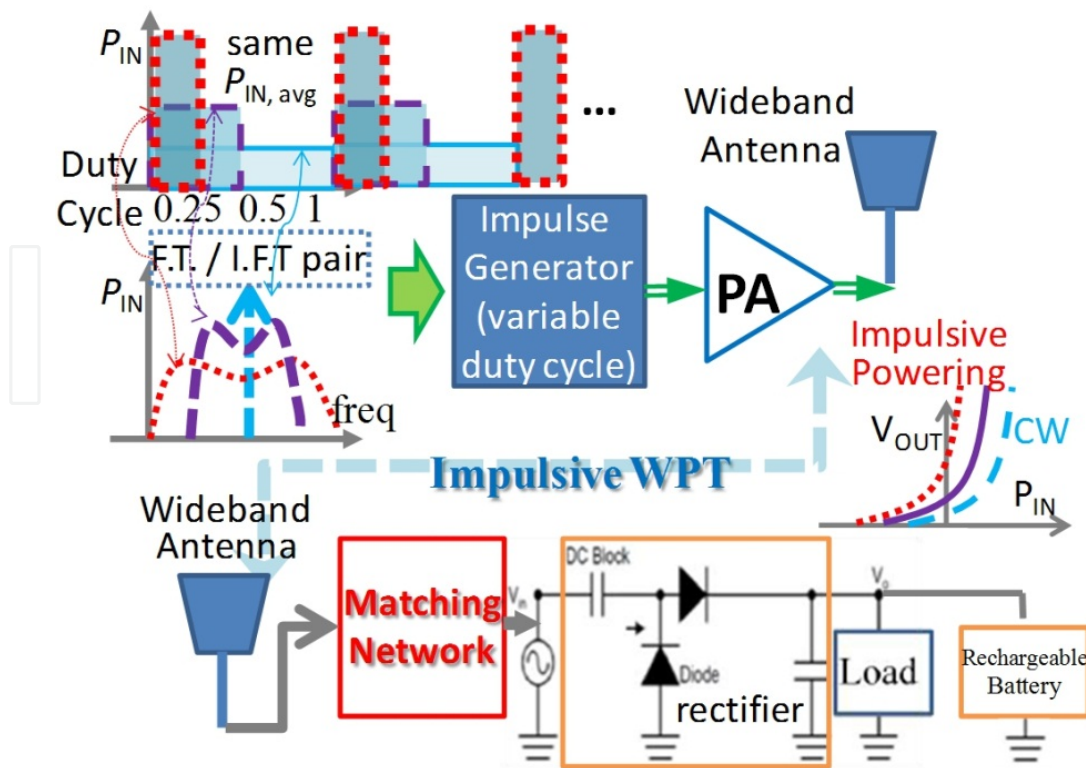 P_IN
same
P_IN, avg
...
Wideband
Antenna
Duty
Cycle 0.25 0.5 1
F.T. / I.F.T pair
P_IN
freq
Impulse
Generator
(variable
duty cycle)
PA
Impulsive
Powering
V_OUT
CW
P_IN
Impulsive WPT
Wideband
Antenna
Matching
Network
V_in
DC Block
Diode
rectifier
V_o
Load
Rechargeable
Battery